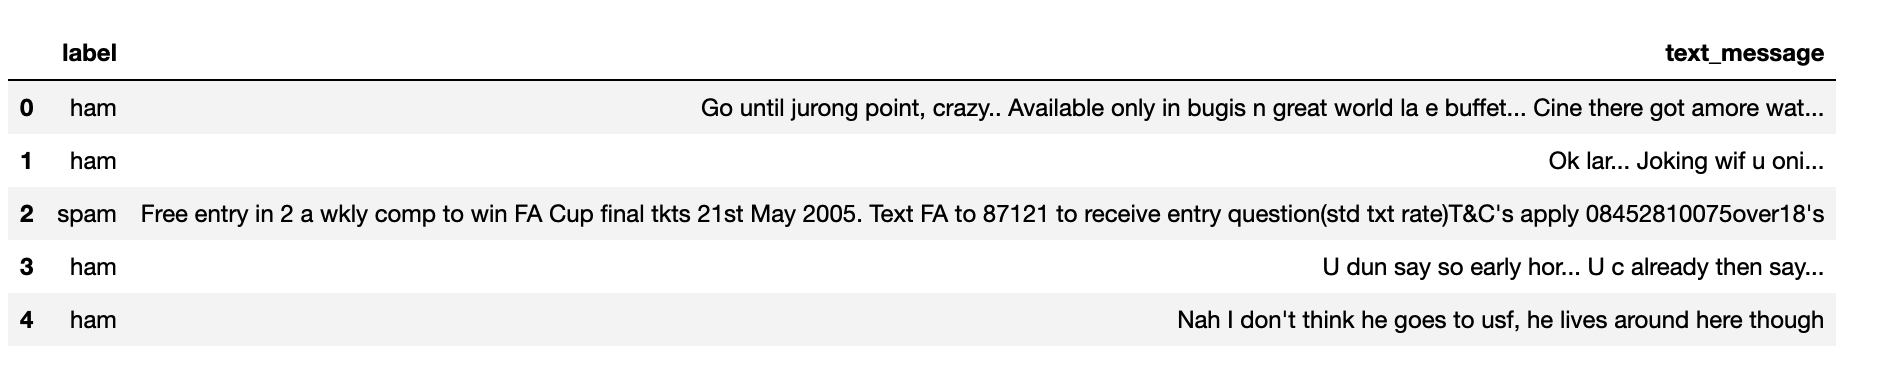 label text_message
0 ham Go until jurong point, crazy.. Available only in bugis n great world la e buffet... Cine there got amore wat...
1 ham Ok lar... Joking wif u oni...
2 spam Free entry in 2 a wkly comp to win FA Cup final tkts 21st May 2005. Text FA to 87121 to receive entry question(std txt rate)T&C's apply 08452810075over18's
3 ham U dun say so early hor... U c already then say...
4 ham Nah I don't think he goes to usf, he lives around here though